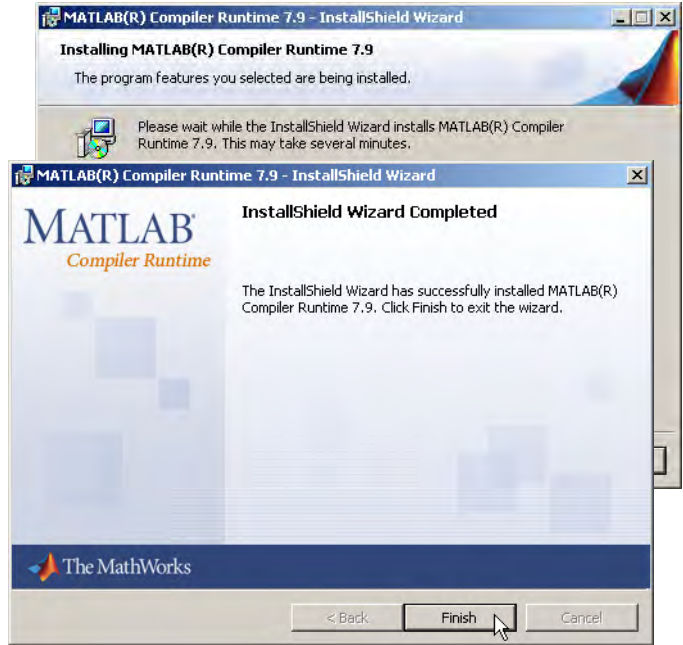 MATLAB(R) Compiler Runtime 7.9 - InstallShield Wizard
Installing MATLAB(R) Compiler Runtime 7.9
The program features you selected are being installed.
Please wait while the InstallShield Wizard installs MATLAB(R) Compiler
Runtime 7.9. This may take several minutes.
MATLAB(R) Compiler Runtime 7.9 - InstallShield Wizard
MATLAB®
Compiler Runtime
InstallShield Wizard Completed
The InstallShield Wizard has successfully installed MATLAB(R)
Compiler Runtime 7.9. Click Finish to exit the wizard.
The MathWorks
< Back
Finish
Cancel